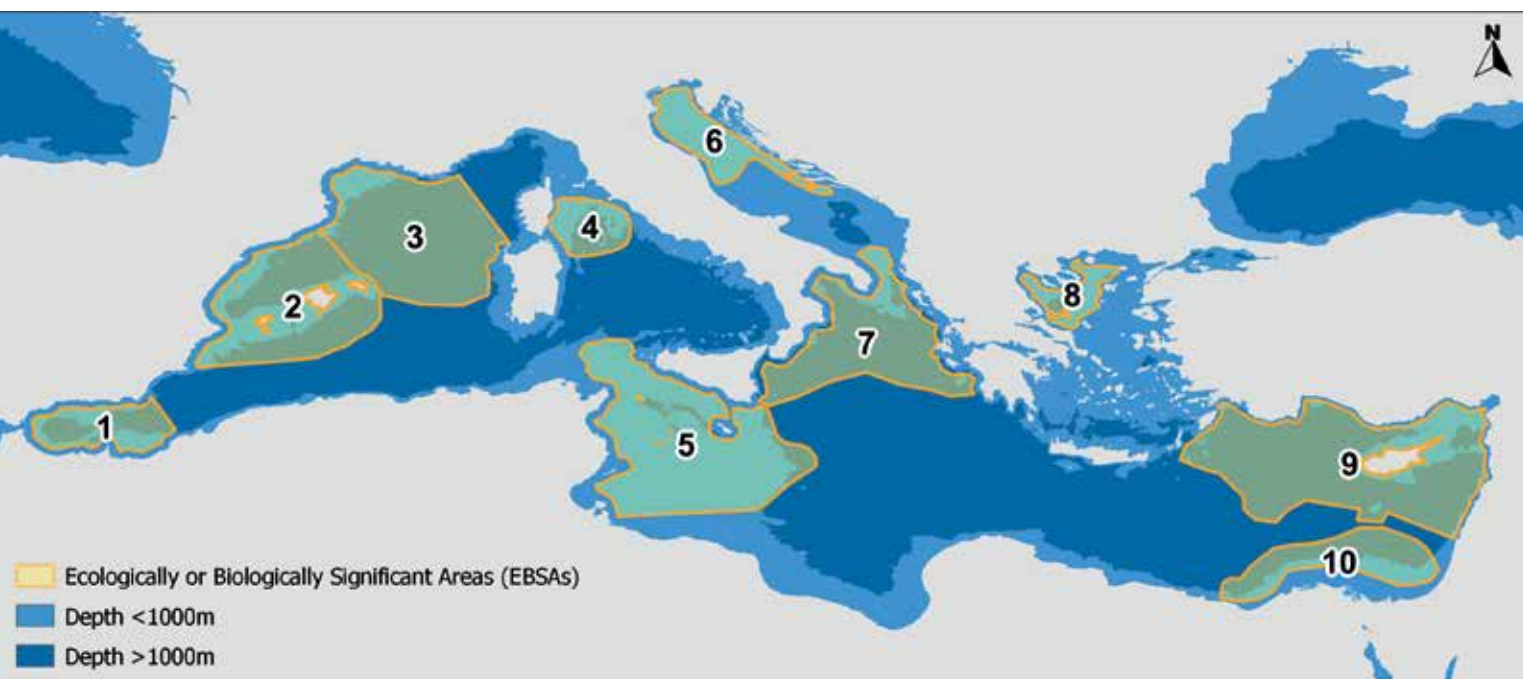 N
6
3
4
2
8
7
1
5
9
10
Ecologically or Biologically Significant Areas (EBSAs)
Depth <1000m
Depth >1000m